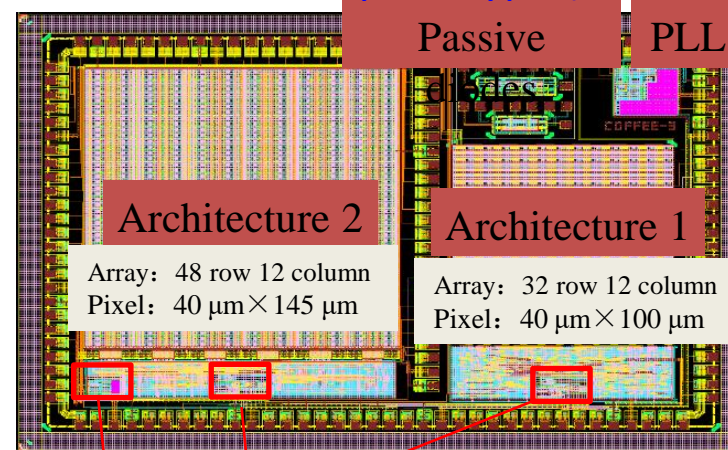 Passive
diodes
PLL
COFFEE-3
Architecture 2
Array：48 row 12 column
Pixel：40 μm×145 μm
Architecture 1
Array：32 row 12 column
Pixel：40 μm×100 μm